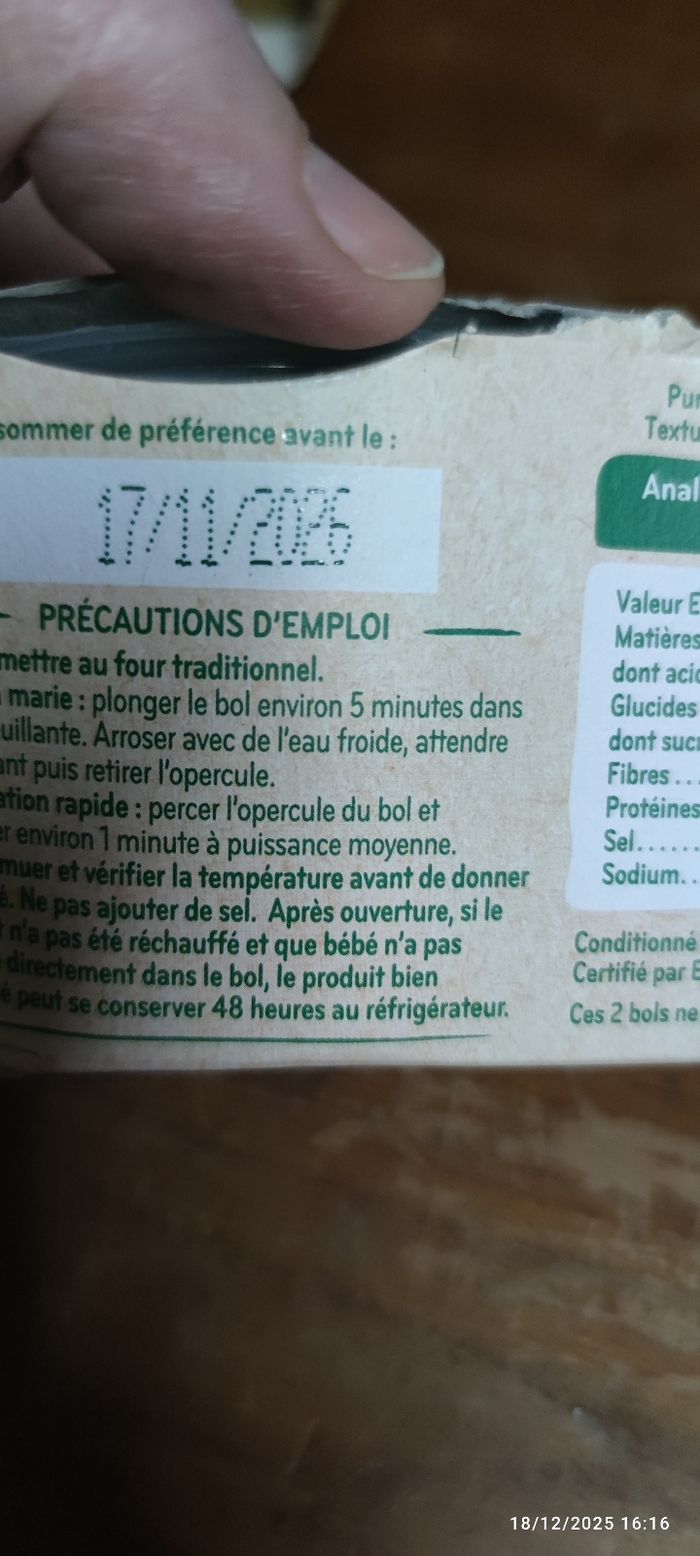 sommer de préférence avant le :
17/11/2026
PRÉCAUTIONS D'EMPLOI
mettre au four traditionnel.
marie : plonger le bol environ 5 minutes dans
uillante. Arroser avec de l'eau froide, attendre
ant puis retirer l'opercule.
ation rapide : percer l'opercule du bol et
er environ 1 minute à puissance moyenne.
muer et vérifier la température avant de donner
é. Ne pas ajouter de sel. Après ouverture, si le
n'a pas été réchauffé et que bébé n'a pas
directement dans le bol, le produit bien
é peut se conserver 48 heures au réfrigérateur.
Pur
Textu
Anal
Valeur E
Matières
dont acid
Glucides
dont sucr
Fibres...
Protéines
Sel......
Sodium..
Conditionné
Certifié par E
Ces 2 bols ne
18/12/2025 16:16